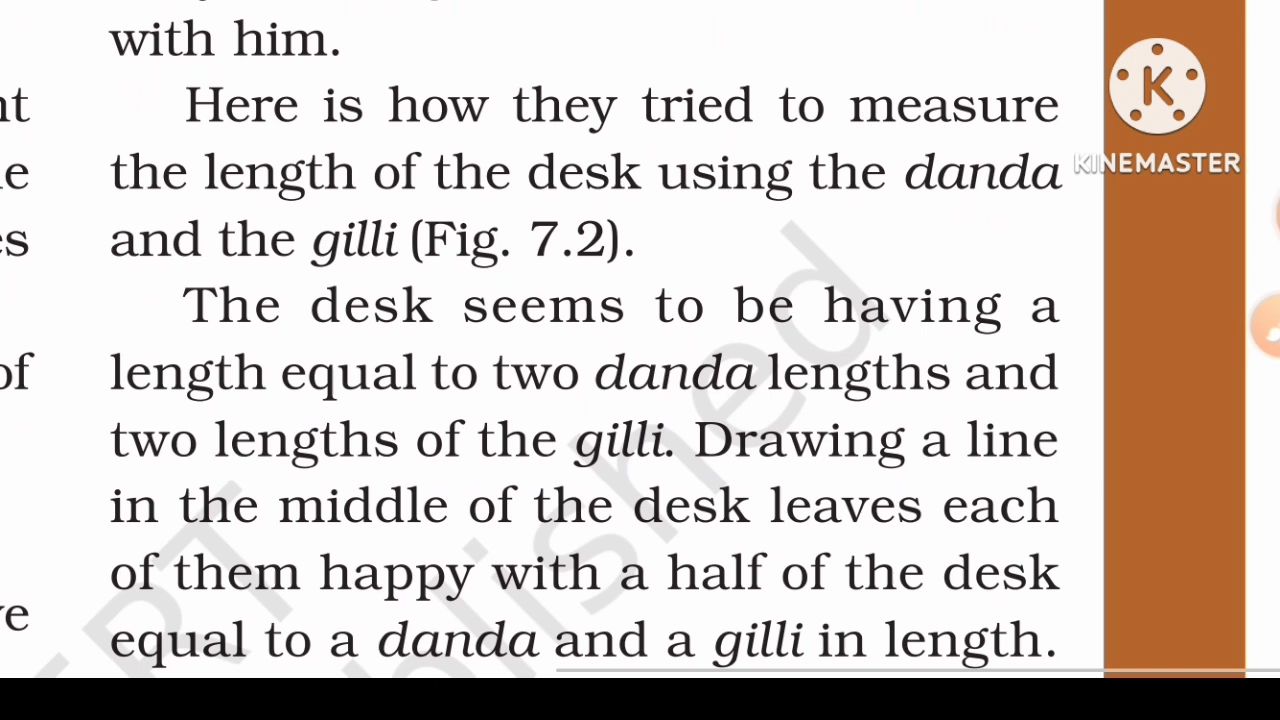 with him.
Here is how they tried to measure
the length of the desk using the danda
and the gilli (Fig. 7.2).
The desk seems to be having a
length equal to two danda lengths and
two lengths of the gilli. Drawing a line
in the middle of the desk leaves each
of them happy with a half of the desk
equal to a danda and a gilli in length.
KINEMASTER